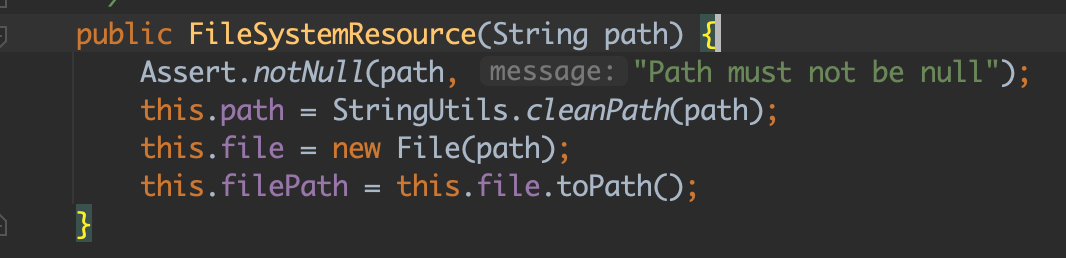 public FileSystemResource(String path) {
Assert.notNull(path, message: "Path must not be null");
this.path = StringUtils.cleanPath(path);
this.file = new File(path);
this.filePath = this.file.toPath();
}